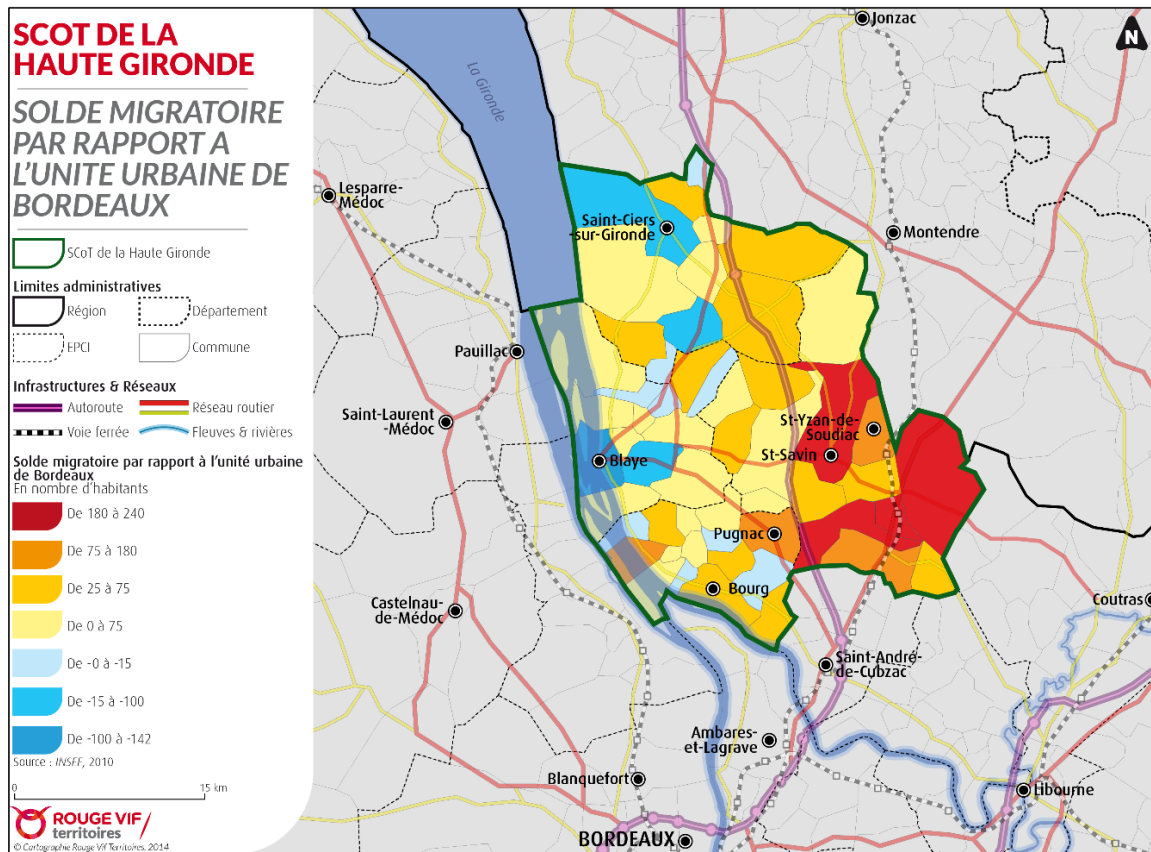 SCOT DE LA
HAUTE GIRONDE
SOLDE MIGRATOIRE
PAR RAPPORT A
L'UNITE URBAINE DE
BORDEAUX
SCoT de la Haute Gironde
Limites administratives
Région
Département
EPCI
Commune
Infrastructures & Réseaux
Autoroute
Réseau routier
Voie ferrée
Fleuves & rivières
Solde migratoire par rapport à l'unité urbaine
de Bordeaux
En nombre d'habitants
De 180 à 240
De 75 à 180
De 25 à 75
De 0 à 75
De -0 à -15
De -15 à -100
De -100 à -142
Source : INSEE, 2010
0
15 km
ROUGE VIF
territoires
© Cartographie Rouge Vif Territoires, 2014
N
Jonzac
La Gironde
Lesparre-
Médoc
Saint-Ciers
-sur-Gironde
Montendre
Pauillac
Saint-Laurent
-Médoc
St-Yzan-de-
Soudiac
St-Savin
Blaye
Pugnac
Bourg
Castelnau-
de-Médoc
Coutras
Saint-André-
de-Cubzac
Ambares-
et-Lagrave
Blanquefort
Libourne
BORDEAUX